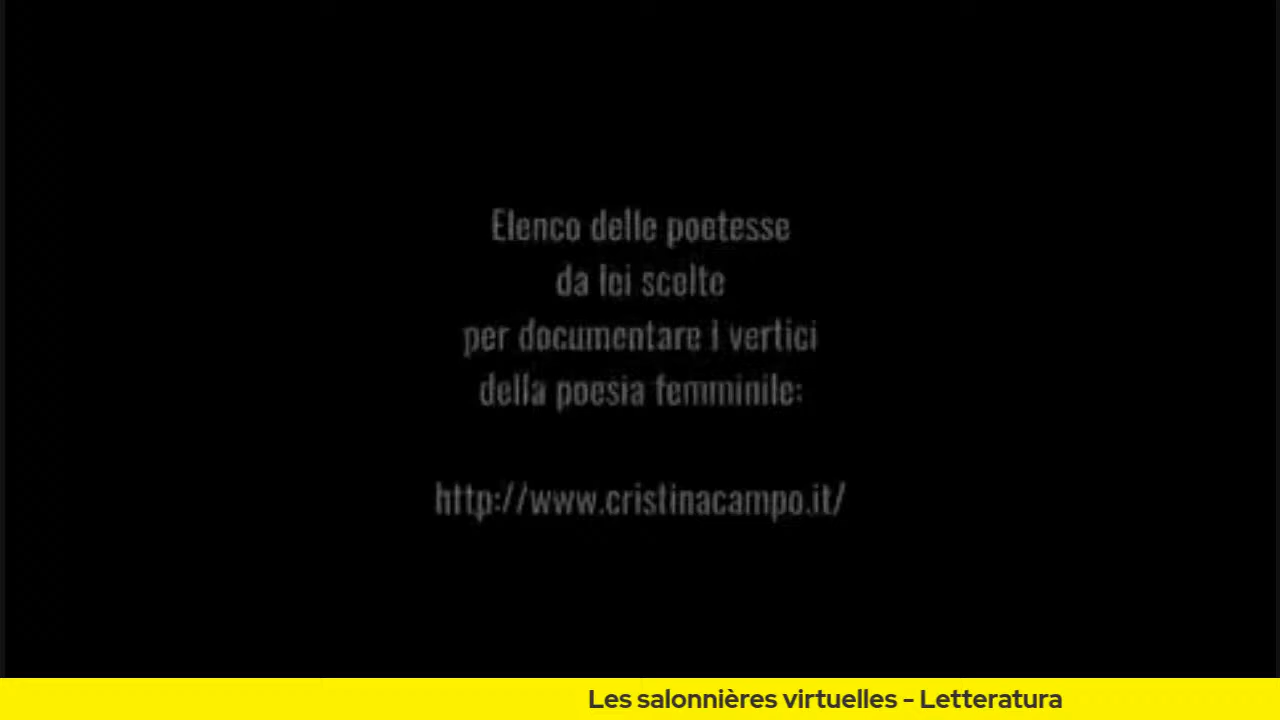 Elenco delle poetesse
da lei scelte
per documentare i vertici
della poesia femminile:
http://www.cristinacampo.it/
Les salonnières virtuelles - Letteratura